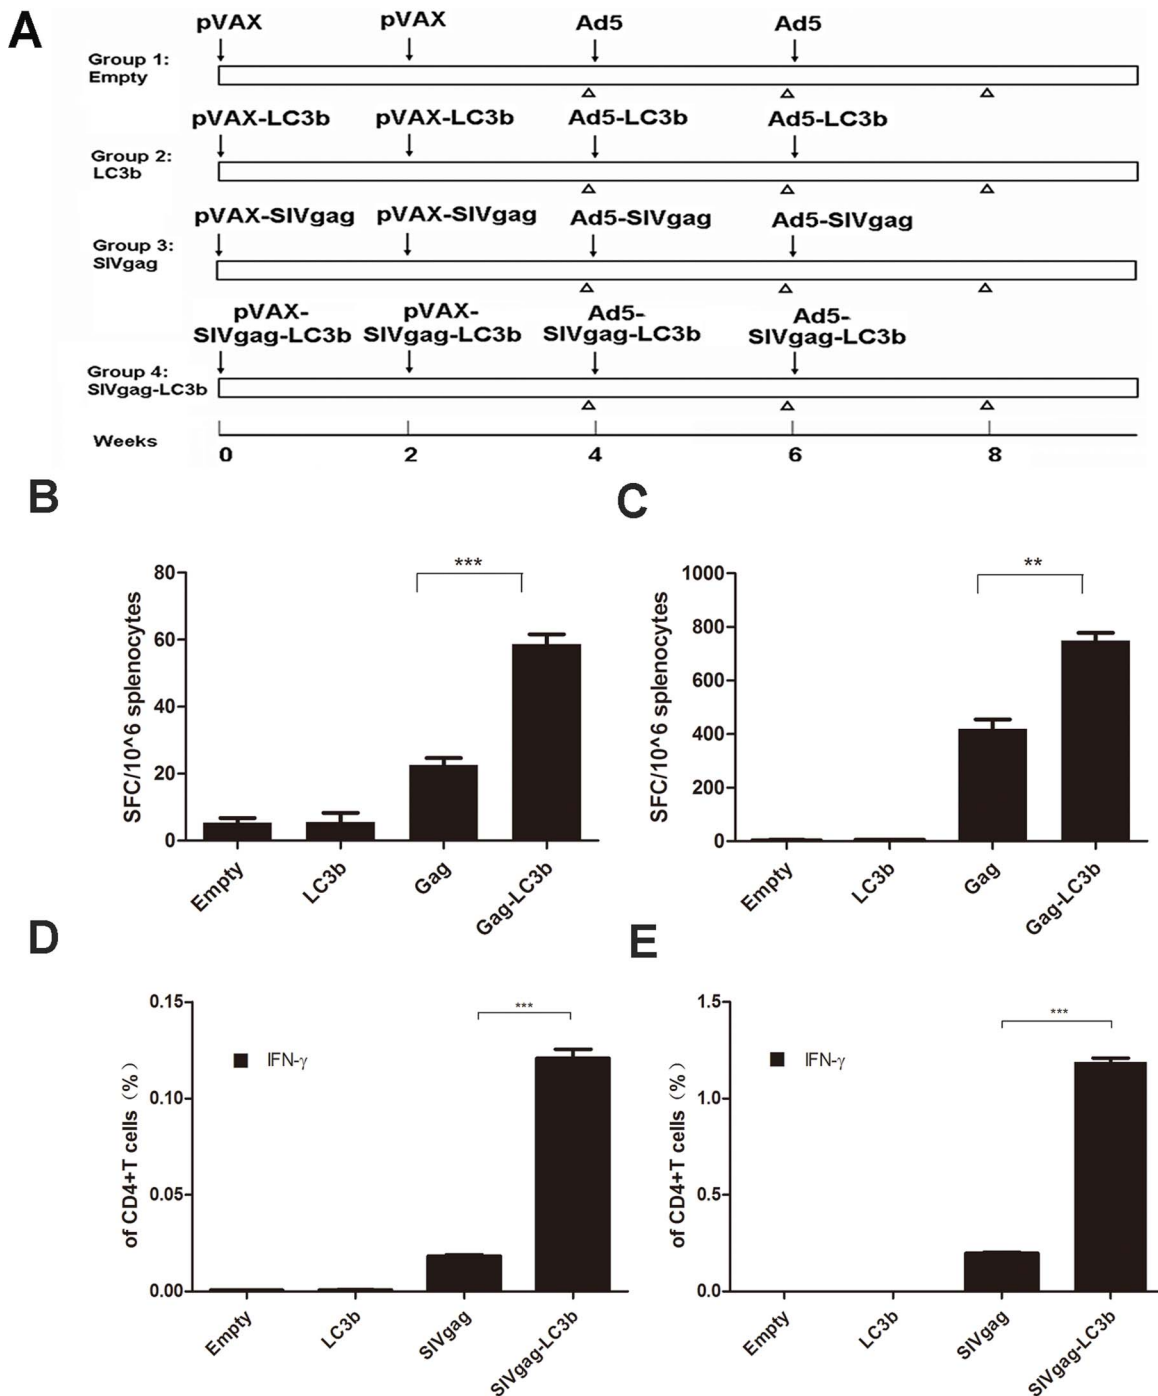 A
pVAX pVAX Ad5 Ad5
Group 1:
Empty
pVAX-LC3b pVAX-LC3b Ad5-LC3b Ad5-LC3b
Group 2:
LC3b
pVAX-SIVgag pVAX-SIVgag Ad5-SIVgag Ad5-SIVgag
Group 3:
SIVgag
pVAX- pVAX- Ad5- Ad5-
SIVgag-LC3b SIVgag-LC3b SIVgag-LC3b SIVgag-LC3b
Group 4:
SIVgag-LC3b
Weeks
0 2 4 6 8
B
SFC/10^6 splenocytes
80
60
40
20
0
***
Empty LC3b Gag Gag-LC3b
C
SFC/10^6 splenocytes
1000
800
600
400
200
0
**
Empty LC3b Gag Gag-LC3b
D
of CD4+T cells (%)
0.15
0.10
0.05
0.00
***
IFN-γ
Empty LC3b SIVgag SIVgag-LC3b
E
of CD4+T cells (%)
1.5
1.0
0.5
0.0
***
IFN-γ
Empty LC3b SIVgag SIVgag-LC3b